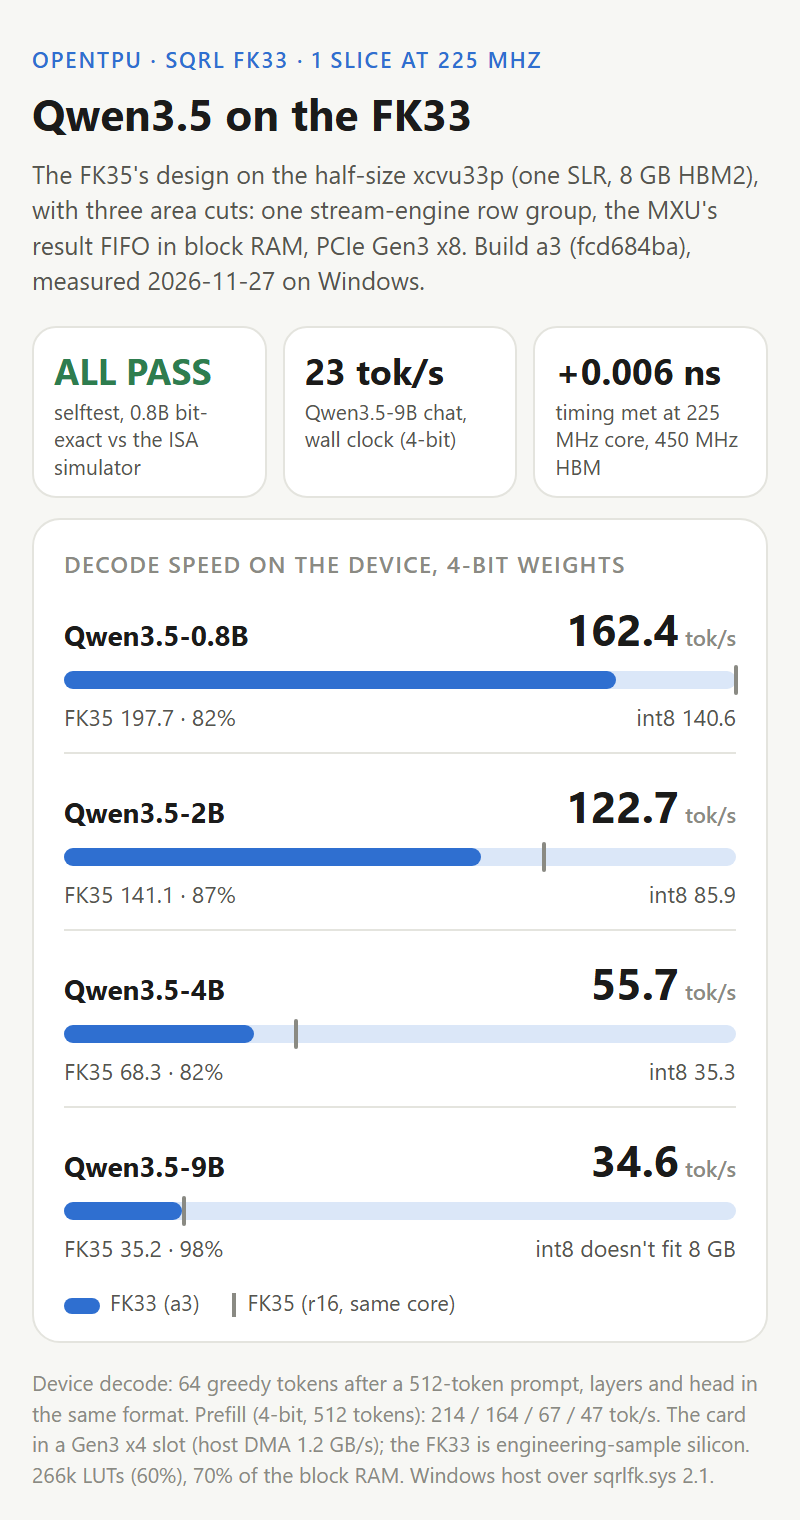 OPENTPU · SQRL FK33 · 1 SLICE AT 225 MHZ
Qwen3.5 on the FK33
The FK35's design on the half-size xcvu33p (one SLR, 8 GB HBM2),
with three area cuts: one stream-engine row group, the MXU's
result FIFO in block RAM, PCIe Gen3 x8. Build a3 (fcd684ba),
measured 2026-11-27 on Windows.
ALL PASS
selftest, 0.8B bit-
exact vs the ISA
simulator
23 tok/s
Qwen3.5-9B chat,
wall clock (4-bit)
+0.006 ns
timing met at 225
MHz core, 450 MHz
HBM
DECODE SPEED ON THE DEVICE, 4-BIT WEIGHTS
Qwen3.5-0.8B 162.4 tok/s
FK35 197.7 · 82% int8 140.6
Qwen3.5-2B 122.7 tok/s
FK35 141.1 · 87% int8 85.9
Qwen3.5-4B 55.7 tok/s
FK35 68.3 · 82% int8 35.3
Qwen3.5-9B 34.6 tok/s
FK35 35.2 · 98% int8 doesn't fit 8 GB
FK33 (a3) FK35 (r16, same core)
Device decode: 64 greedy tokens after a 512-token prompt, layers and head in
the same format. Prefill (4-bit, 512 tokens): 214 / 164 / 67 / 47 tok/s. The card
in a Gen3 x4 slot (host DMA 1.2 GB/s); the FK33 is engineering-sample silicon.
266k LUTs (60%), 70% of the block RAM. Windows host over sqrlfk.sys 2.1.